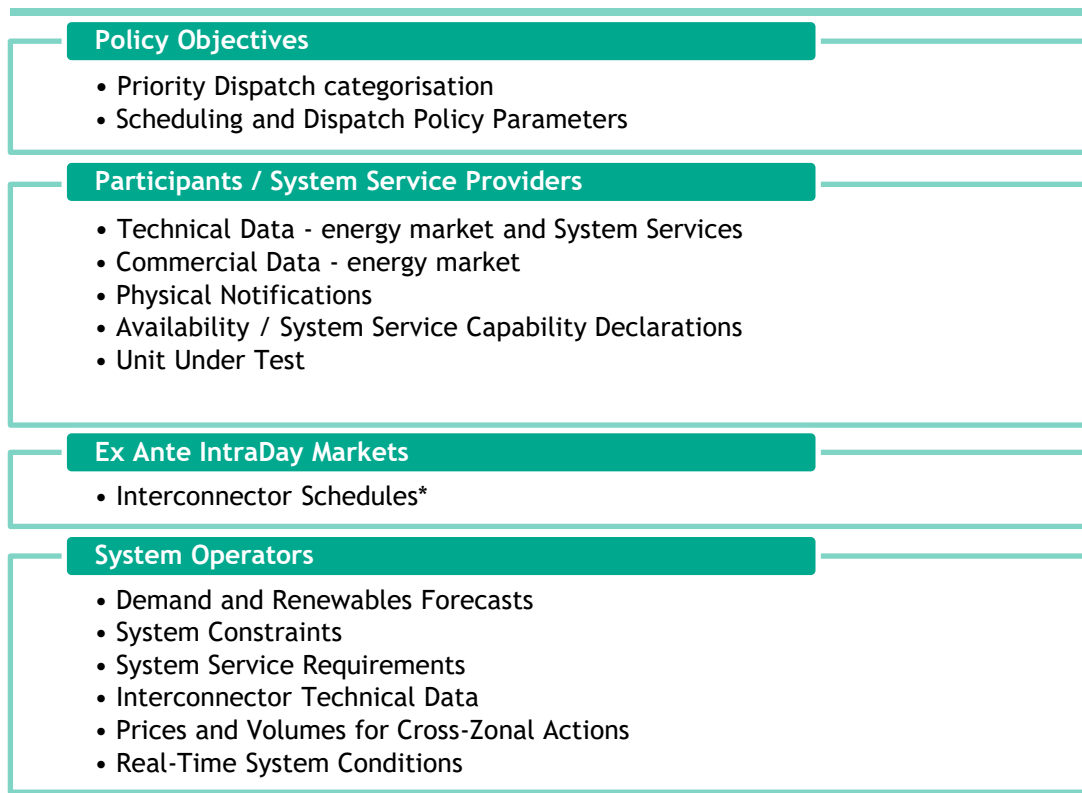 Policy Objectives
• Priority Dispatch categorisation
• Scheduling and Dispatch Policy Parameters
Participants / System Service Providers
• Technical Data - energy market and System Services
• Commercial Data - energy market
• Physical Notifications
• Availability / System Service Capability Declarations
• Unit Under Test
Ex Ante IntraDay Markets
• Interconnector Schedules*
System Operators
• Demand and Renewables Forecasts
• System Constraints
• System Service Requirements
• Interconnector Technical Data
• Prices and Volumes for Cross-Zonal Actions
• Real-Time System Conditions